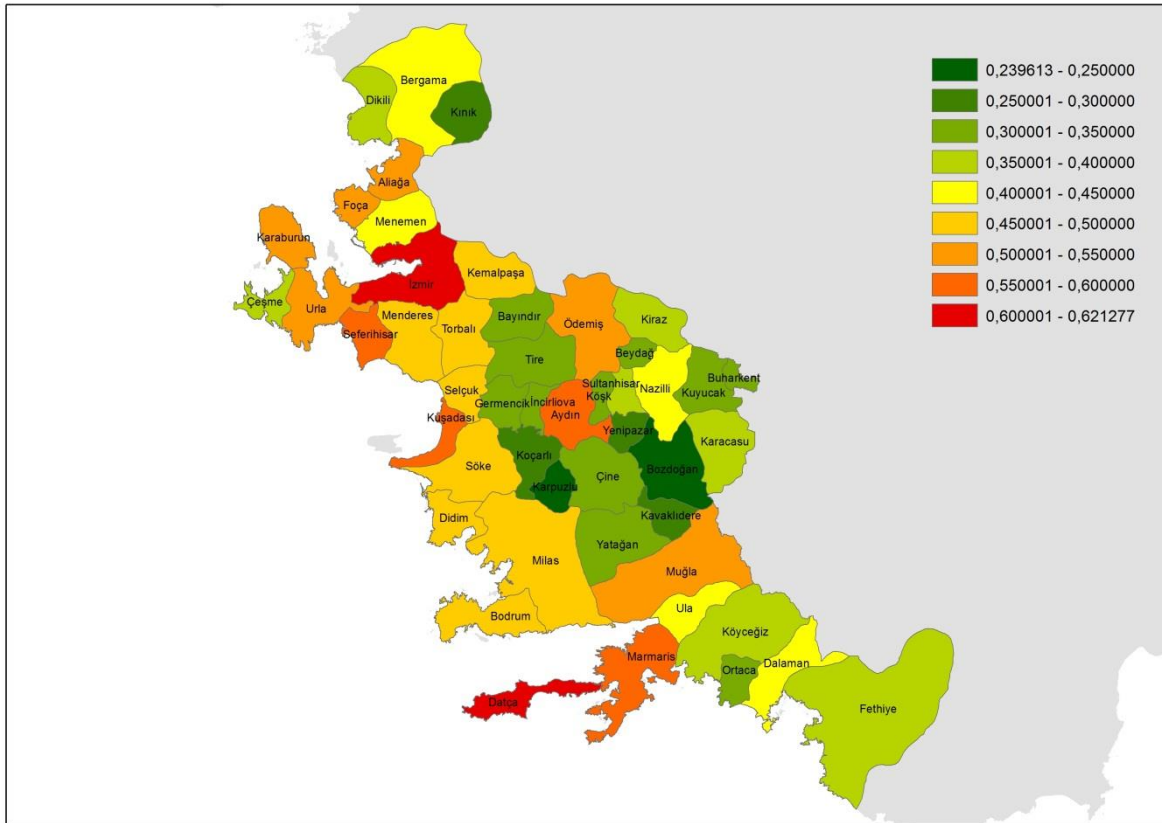 Bergama
Dikili
Kınık
Aliağa
Foça
Menemen
Karaburun
İzmir
Kemalpaşa
Çeşme
Urla
Seferihisar
Menderes
Torbalı
Bayındır
Ödemiş
Kiraz
Tire
Beydağ
Selçuk
Germencik
İncirliova
Aydın
Sultanhisar
Köşk
Nazilli
Buharkent
Kuyucak
Kuşadası
Söke
Koçarlı
Yenipazar
Karacasu
Karpuzlu
Çine
Bozdoğan
Didim
Kavaklıdere
Milas
Yatağan
Muğla
Bodrum
Ula
Köyceğiz
Marmaris
Datça
Ortaca
Dalaman
Fethiye
0,239613 - 0,250000
0,250001 - 0,300000
0,300001 - 0,350000
0,350001 - 0,400000
0,400001 - 0,450000
0,450001 - 0,500000
0,500001 - 0,550000
0,550001 - 0,600000
0,600001 - 0,621277